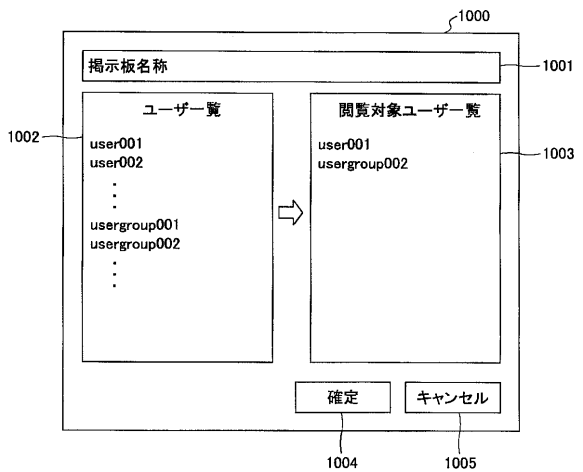 1000
掲示板名称
1001
ユーザ一覧
閲覧対象ユーザ一覧
1002
user001
user002
usergroup001
usergroup002
user001
usergroup002
1003
確定
キャンセル
1004
1005